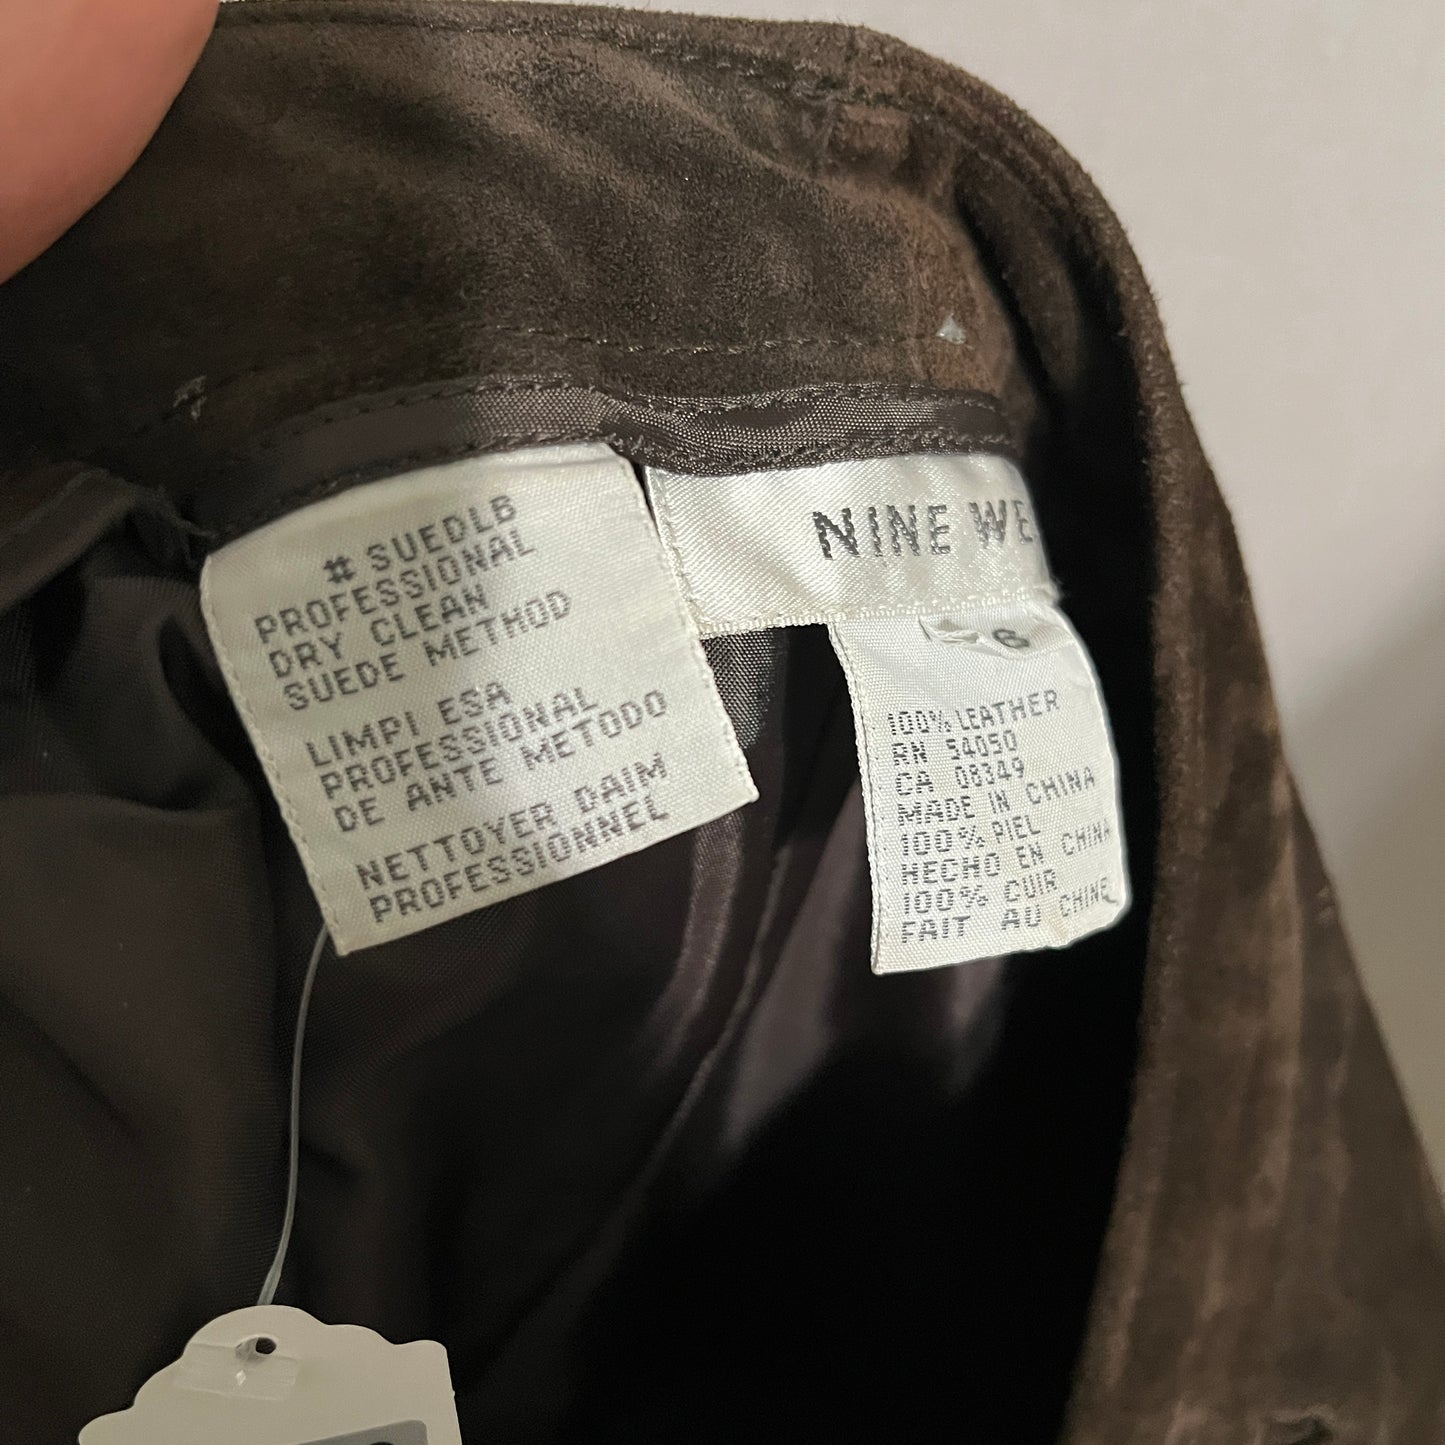 # SUEDLB
PROFESSIONAL
DRY CLEAN
SUEDE METHOD
LIMPI ESA
PROFESSIONAL
DE ANTE METODO
NETTOYER DAIM
PROFESSIONNEL
NINE WE
6
100% LEATHER
RN 54050
CA 08349
MADE IN CHINA
100% PIEL
HECHO EN CHINA
100% CUIR
FAIT AU CHINE